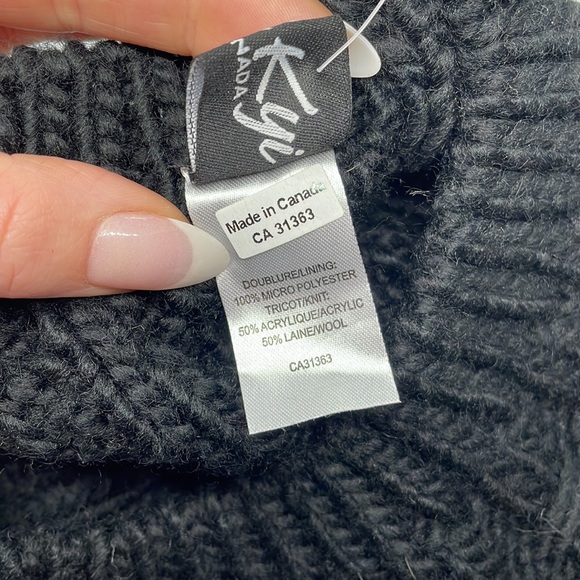 Kyi
NADA
Made in Canada
CA 31363
DOUBLURE/LINING:
100% MICRO POLYESTER
TRICOT/KNIT:
50% ACRYLIQUE/ACRYLIC
50% LAINE/WOOL
CA31363